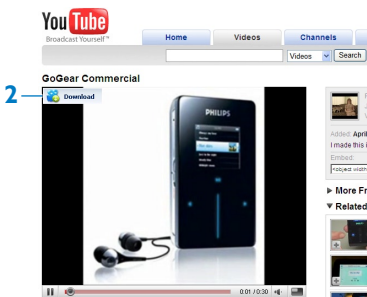 YouTube
Broadcast Yourself™
Home Videos Channels
Videos Search
GoGear Commercial
2
Download
PHILIPS
Added: April
I made this
Embed:
<object width
More Fr
Related
0:01 / 0:30